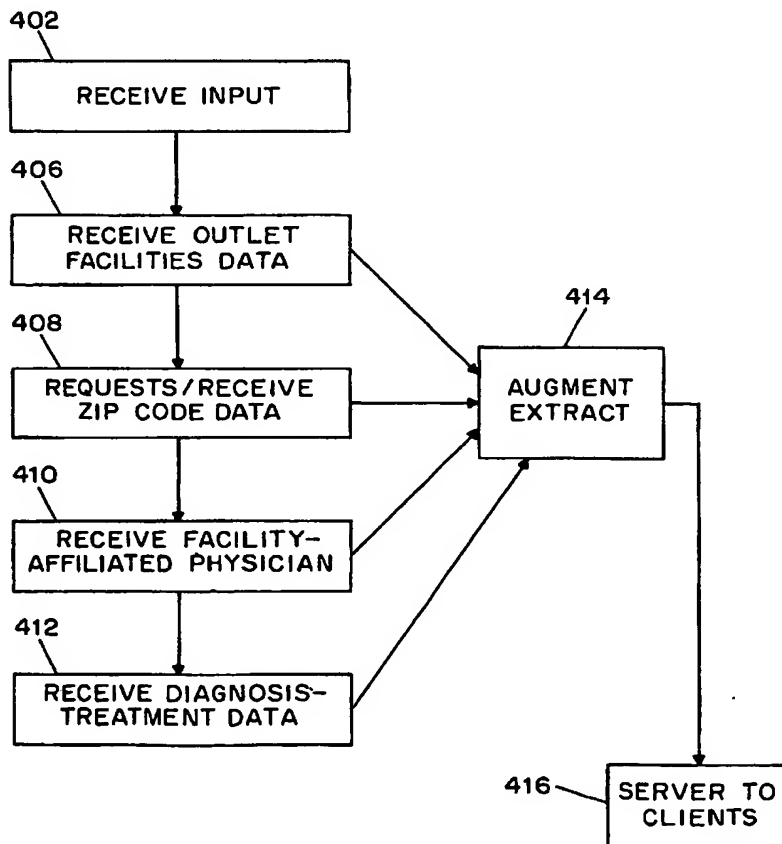 402
RECEIVE INPUT
406
RECEIVE OUTLET
FACILITIES DATA
408
REQUESTS/RECEIVE
ZIP CODE DATA
410
RECEIVE FACILITY-
AFFILIATED PHYSICIAN
412
RECEIVE DIAGNOSIS-
TREATMENT DATA
414
AUGMENT
EXTRACT
416
SERVER TO
CLIENTS